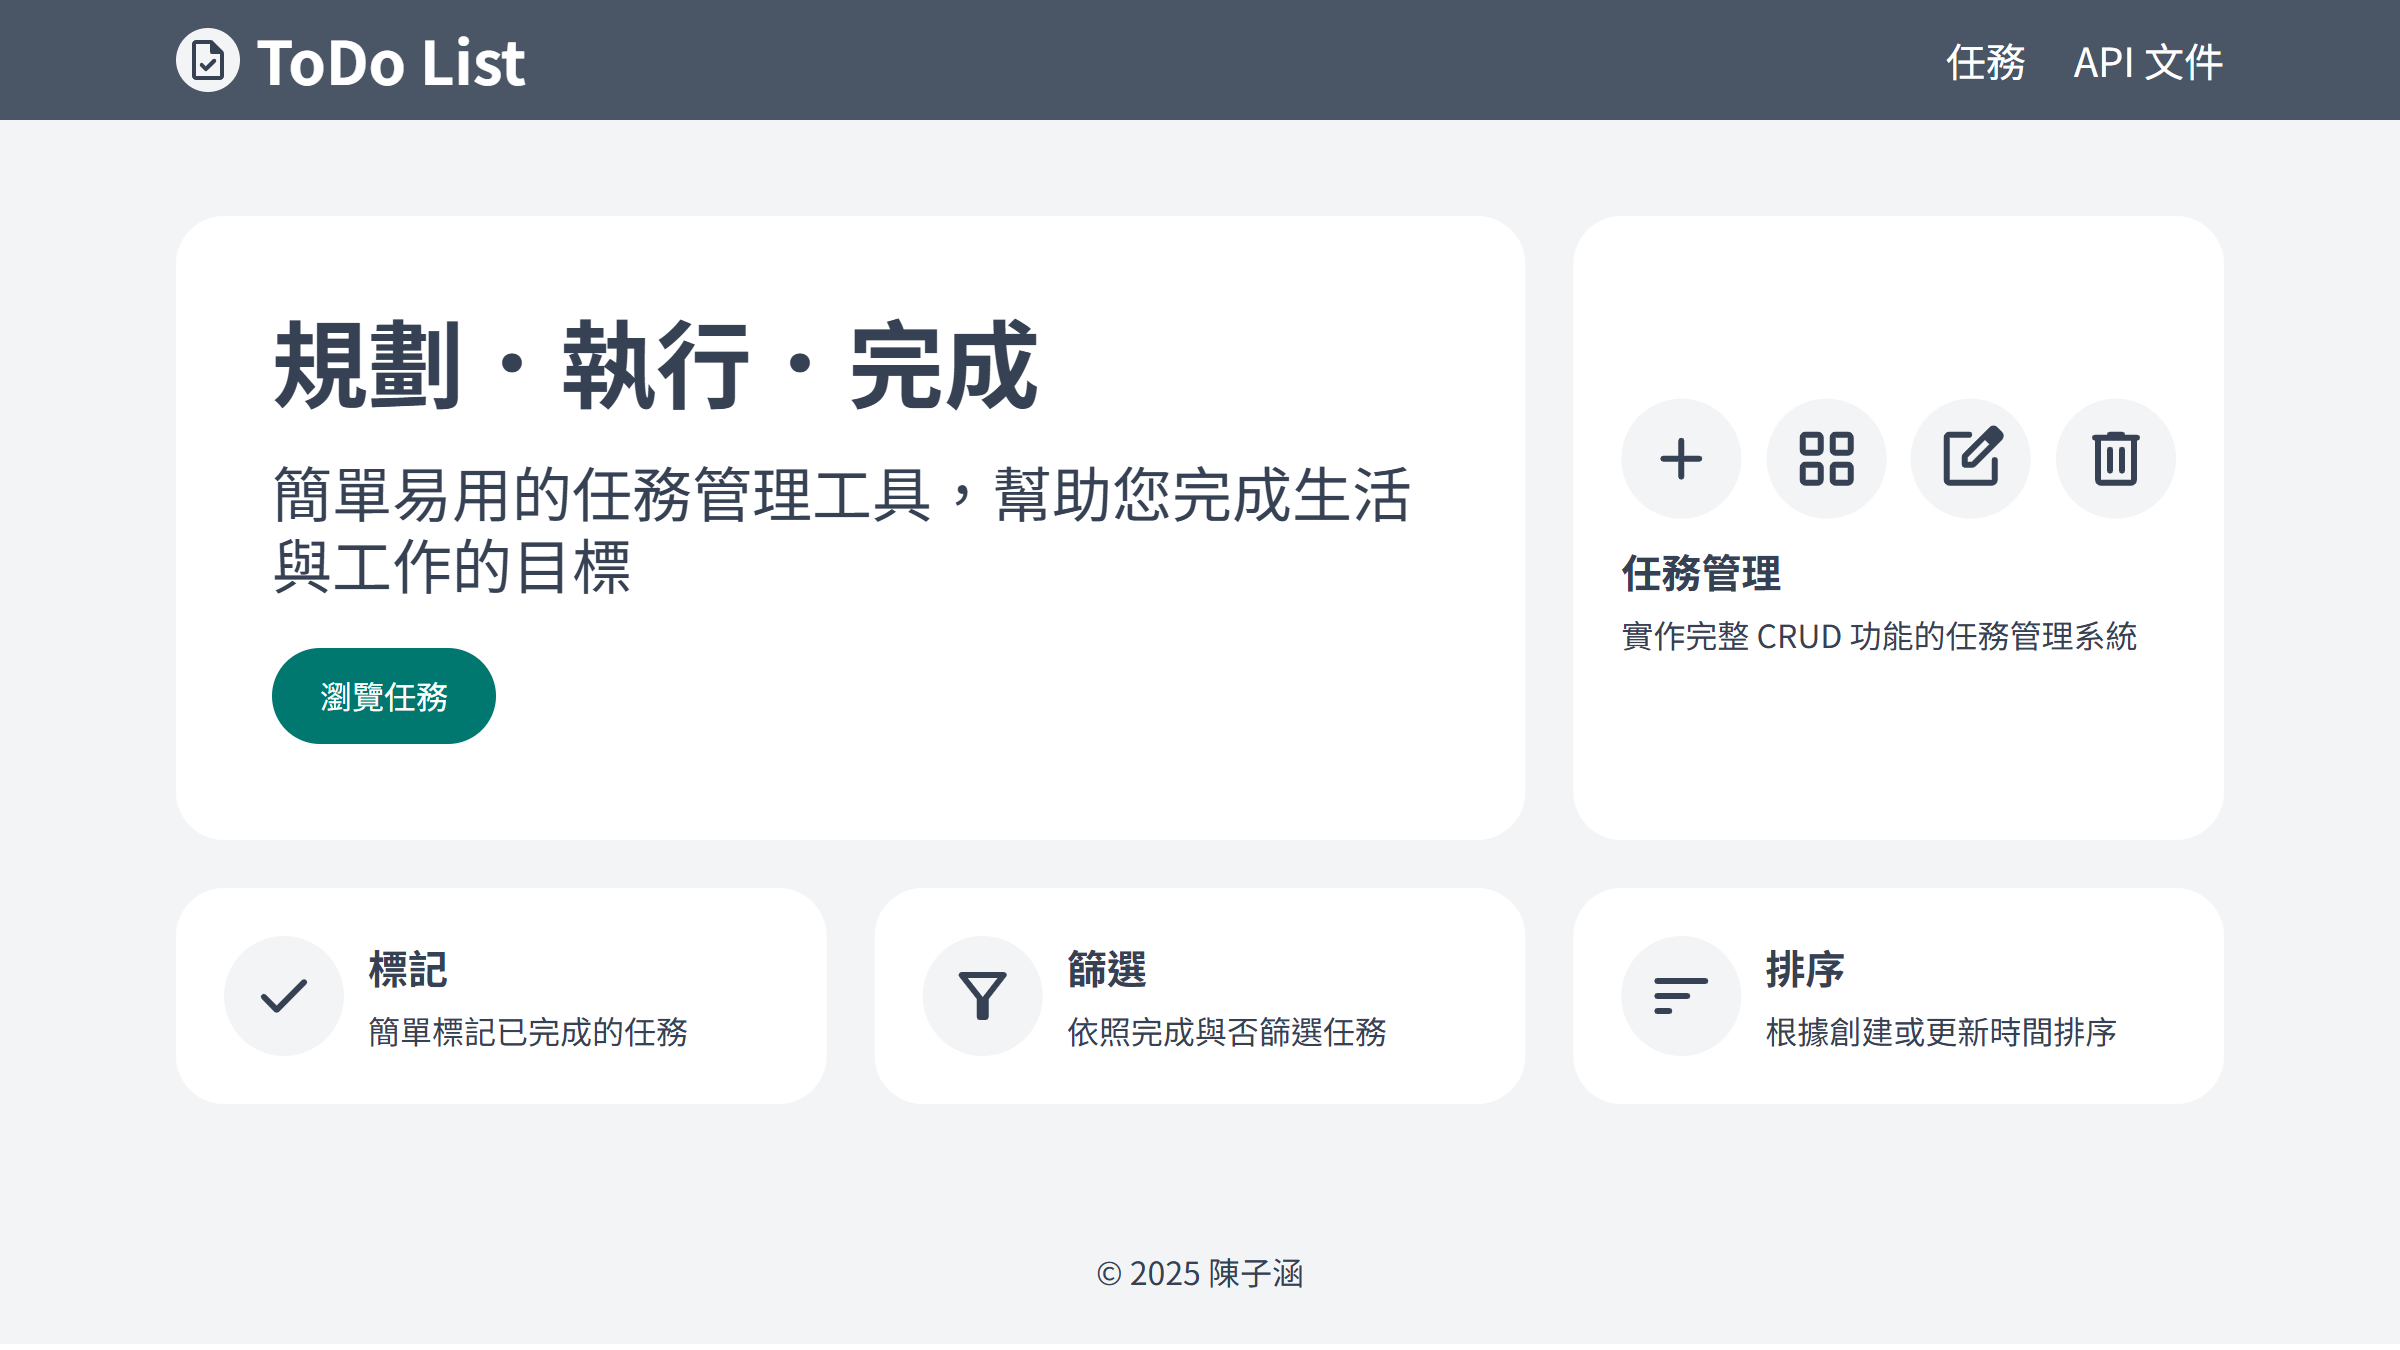 ToDo List
任務
API 文件
規劃・執行・完成
簡單易用的任務管理工具，幫助您完成生活
與工作的目標
瀏覽任務
任務管理
實作完整 CRUD 功能的任務管理系統
標記
簡單標記已完成的任務
篩選
依照完成與否篩選任務
排序
根據創建或更新時間排序
© 2025 陳子涵